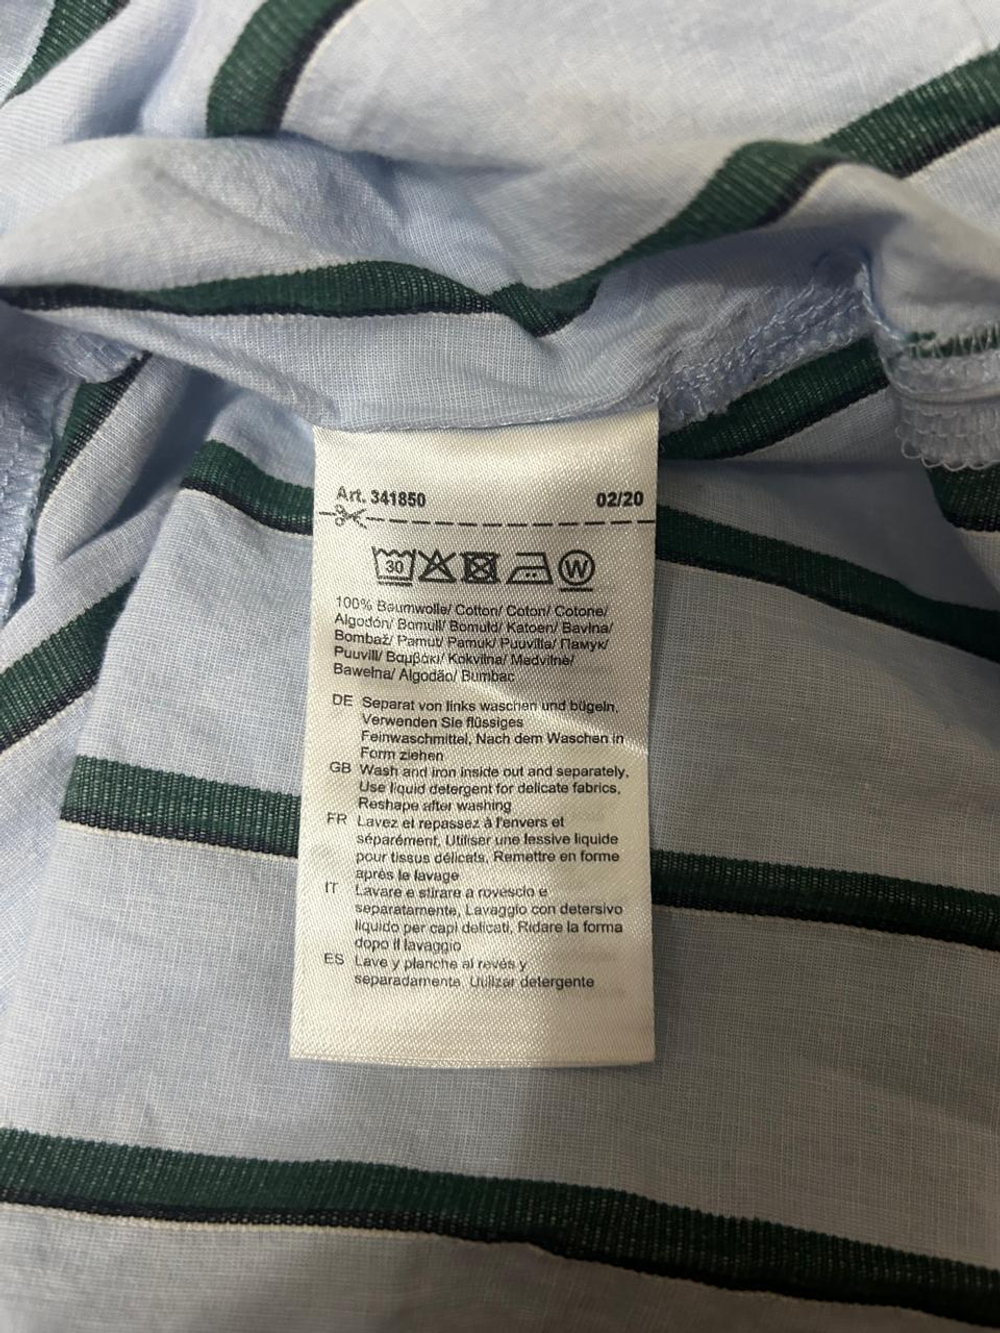 Art. 341850 02/20
30 W
100% Baumwolle/ Cotton/ Coton/ Cotone/
Algodón/ Bomull/ Bomuld/ Katoen/ Bavlna/
Bombaž/ Pamut/ Pamuk/ Puuvilla/ Памук/
Puuvill/ Βαμβάκι/ Kokvilna/ Medvilnė/
Bawełna/ Algodão/ Bumbac
DE Separat von links waschen und bügeln,
Verwenden Sie flüssiges
Feinwaschmittel, Nach dem Waschen in
Form ziehen
GB Wash and iron inside out and separately,
Use liquid detergent for delicate fabrics,
Reshape after washing
FR Lavez et repassez à l'envers et
séparément, Utiliser une lessive liquide
pour tissus délicats, Remettre en forme
après le lavage
IT Lavare e stirare a rovescio e
separatamente, Lavaggio con detersivo
liquido per capi delicati, Ridare la forma
dopo il lavaggio
ES Lave y planche al revés y
separadamente, Utilizar detergente